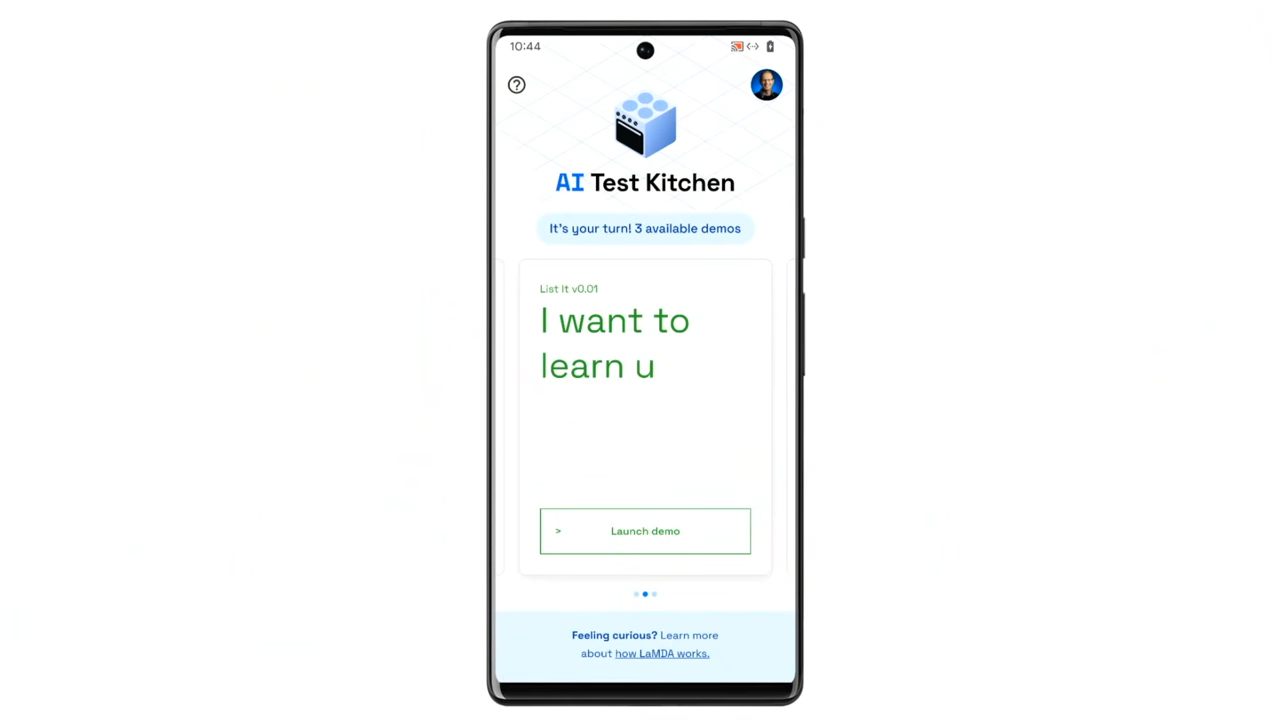 10:44
AI Test Kitchen
It's your turn! 3 available demos
List It v0.01
I want to
learn u
> Launch demo
Feeling curious? Learn more
about how LaMDA works.